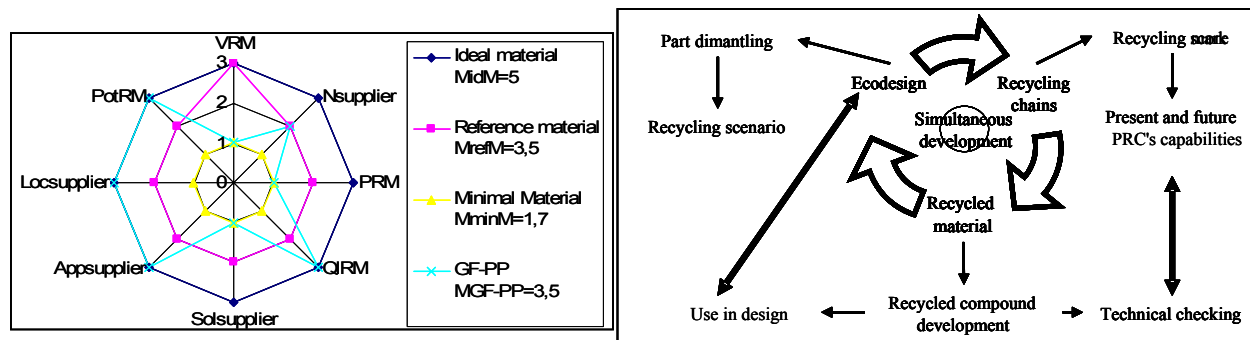 VRM
3
2
1
0
PotRM
Nsupplier
Locsupplier
PRM
Appsupplier
QIRM
Solsupplier
Ideal material
MidM=5
Reference material
MrefM=3,5
Minimal Material
MminM=1,7
GF-PP
MGF-PP=3,5
Part dimantling
Recycling scenario
Ecodesign
Recycling
chains
Simultaneous
development
Recycled
material
Recycling
Present and future
PRC's capabilities
Use in design
Recycled compound
development
Technical checking